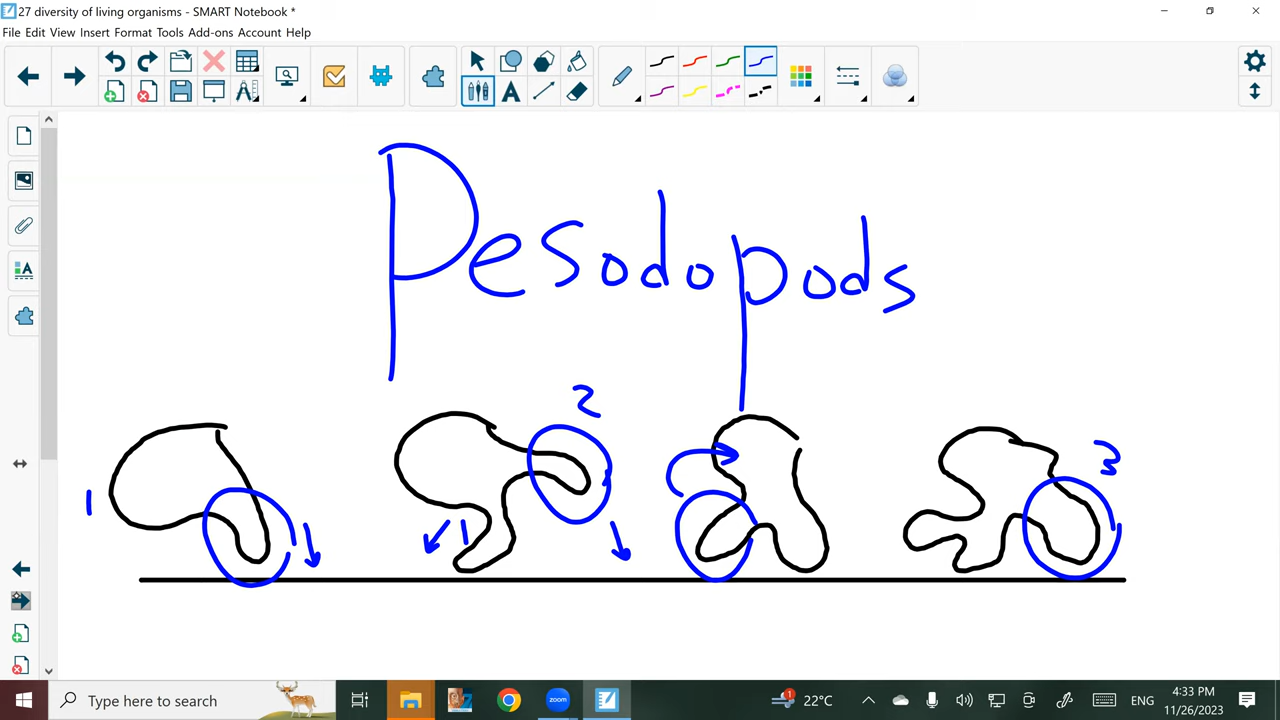 27 diversity of living organisms - SMART Notebook *
File Edit View Insert Format Tools Add-ons Account Help
Pesodopods
2
3
1
1
Type here to search
1
22°C
ENG
4:33 PM
11/26/2023